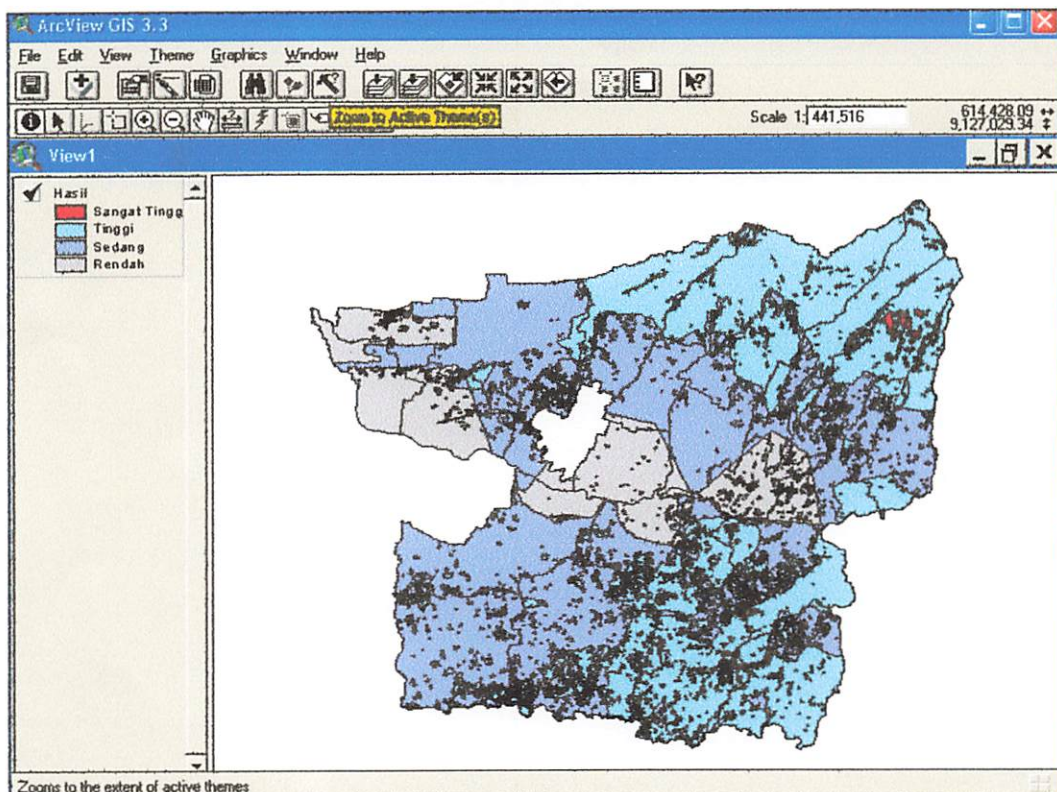 ArcView GIS 3.3
File Edit View Theme Graphics Window Help
Zoom to Active Theme(s)
Scale 1: 441,516
614,428.09
9,127,029.34
View1
Hasil
Sangat Tingg
Tinggi
Sedang
Rendah
Zooms to the extent of active themes